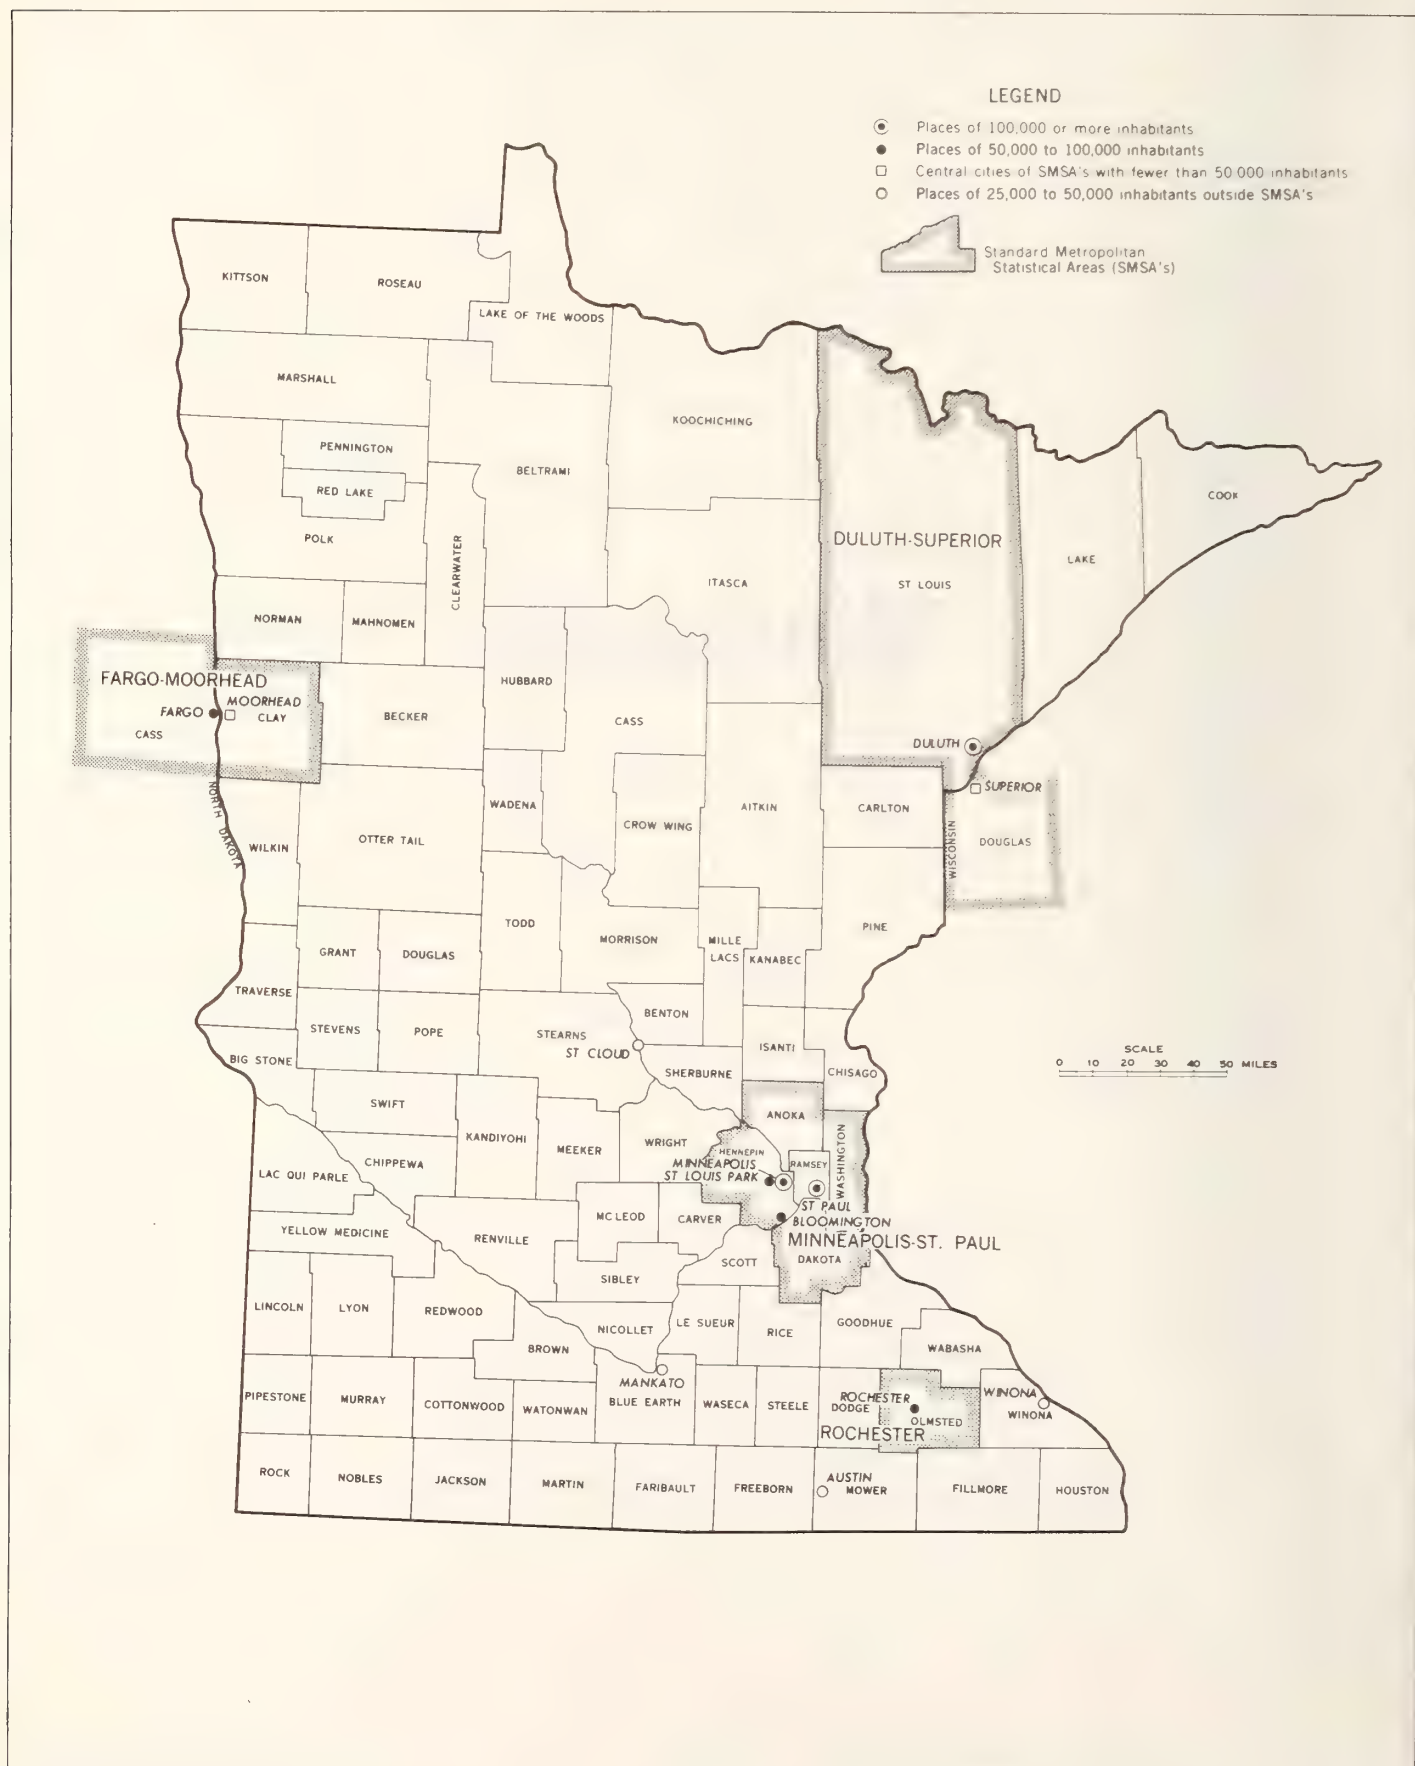 LEGEND
Places of 100,000 or more inhabitants
Places of 50,000 to 100,000 inhabitants
Central cities of SMSA's with fewer than 50 000 inhabitants
Places of 25,000 to 50,000 inhabitants outside SMSA's
Standard Metropolitan
Statistical Areas (SMSA's)
KITTSON
ROSEAU
LAKE OF THE WOODS
MARSHALL
KOOCHICHING
PENNINGTON
BELTRAMI
RED LAKE
COOK
POLK
CLEARWATER
DULUTH-SUPERIOR
LAKE
ITASCA
ST LOUIS
NORMAN
MAHNOMEN
FARGO-MOORHEAD
HUBBARD
MOORHEAD
FARGO
CLAY
BECKER
CASS
CASS
DULUTH
SUPERIOR
NORTH DAKOTA
WADENA
AITKIN
CARLTON
CROW WING
WILKIN
OTTER TAIL
WISCONSIN
DOUGLAS
TODD
PINE
MORRISON
MILLE
LACS
KANABEC
GRANT
DOUGLAS
TRAVERSE
BENTON
STEVENS
POPE
STEARNS
ST CLOUD
ISANTI
BIG STONE
SHERBURNE
CHISAGO
SCALE
0 10 20 30 40 50 MILES
SWIFT
ANOKA
KANDIYOHI
WRIGHT
WASHINGTON
MEEKER
HENNEPIN
CHIPPEWA
MINNEAPOLIS
RAMSEY
LAC QUI PARLE
ST LOUIS PARK
ST PAUL
MC LEOD
CARVER
BLOOMINGTON
YELLOW MEDICINE
RENVILLE
MINNEAPOLIS-ST. PAUL
SCOTT
DAKOTA
SIBLEY
LINCOLN
LYON
REDWOOD
NICOLLET
LE SUEUR
RICE
GOODHUE
BROWN
WABASHA
MANKATO
PIPESTONE
MURRAY
COTTONWOOD
WATONWAN
BLUE EARTH
WASECA
STEELE
ROCHESTER
DODGE
OLMSTED
WINONA
WINONA
ROCHESTER
ROCK
NOBLES
JACKSON
MARTIN
FARIBAULT
FREEBORN
AUSTIN
MOWER
FILLMORE
HOUSTON